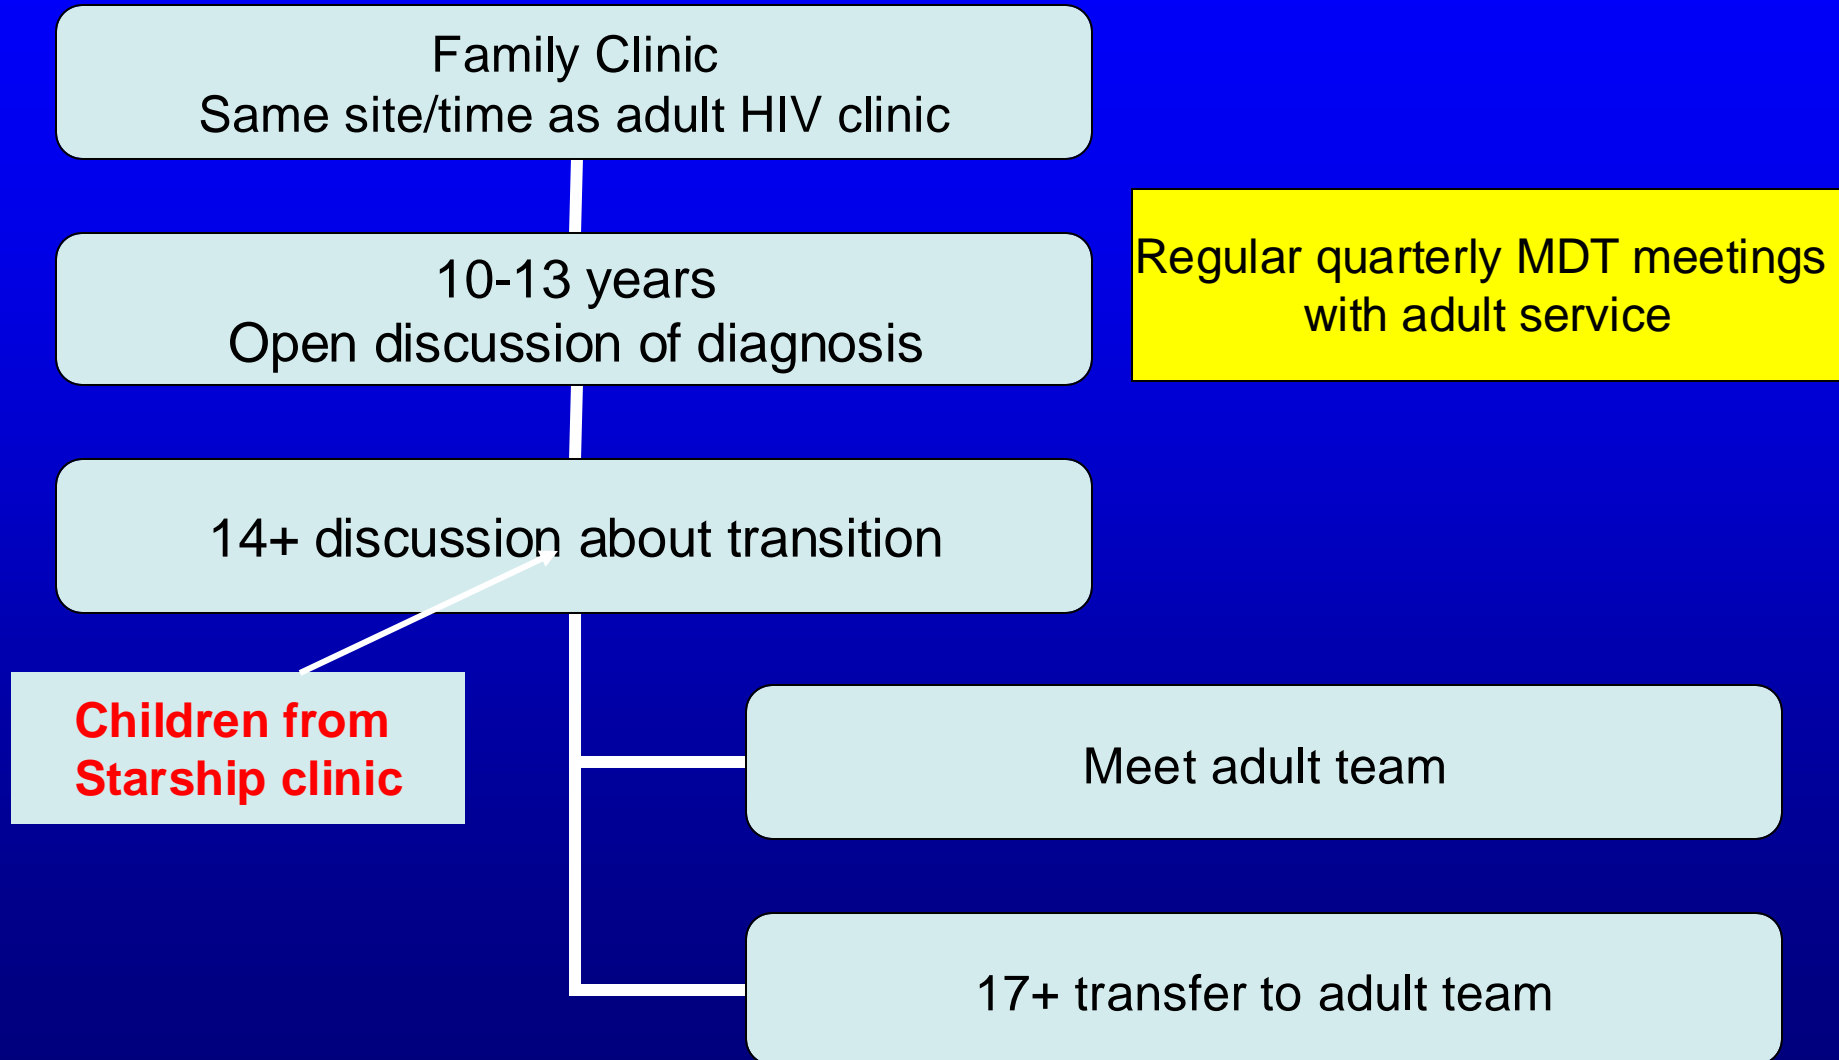 Family Clinic
Same site/time as adult HIV clinic
10-13 years
Open discussion of diagnosis
Regular quarterly MDT meetings
with adult service
14+ discussion about transition
Children from
Starship clinic
Meet adult team
17+ transfer to adult team